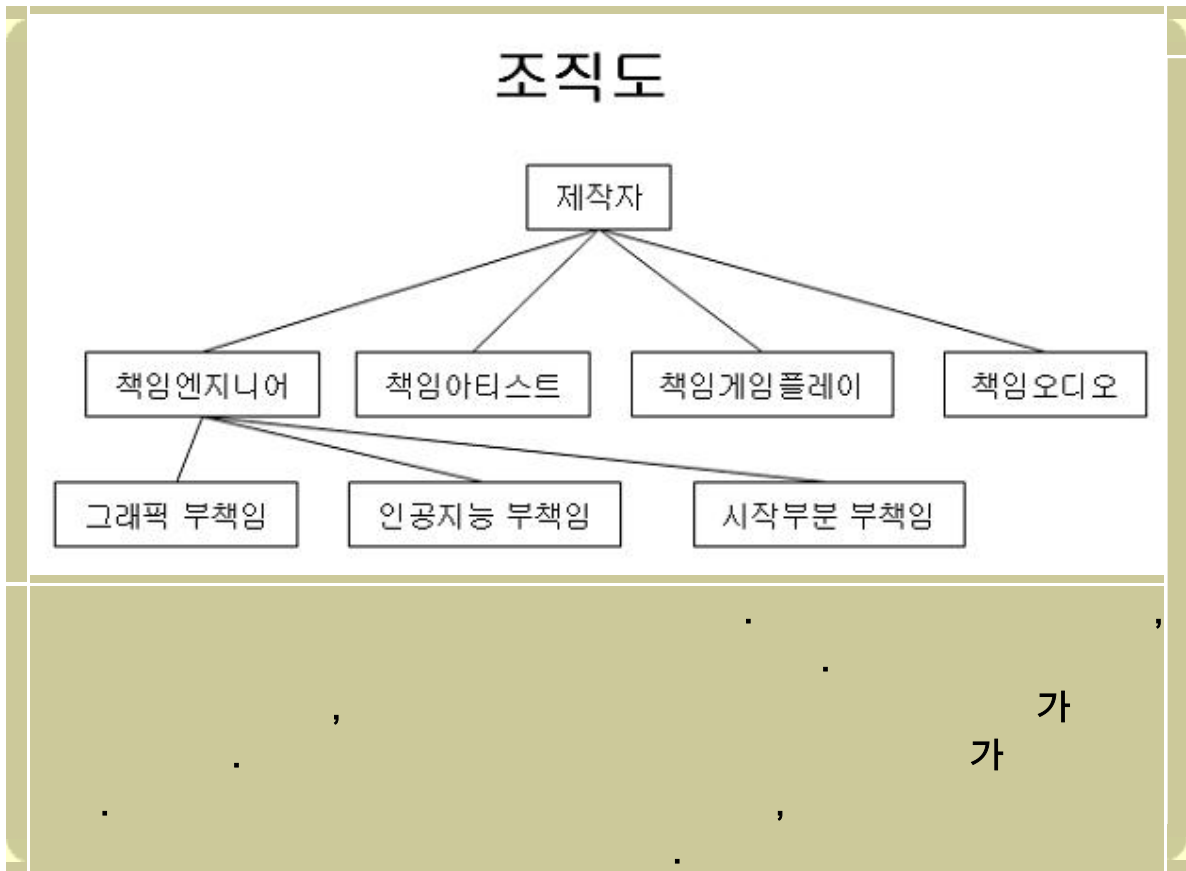 조직도
제작자
책임엔지니어 책임아티스트 책임게임플레이 책임오디오
그래픽 부책임 인공지능 부책임 시작부분 부책임
. ,
.
, 가
. 가
. ,
.